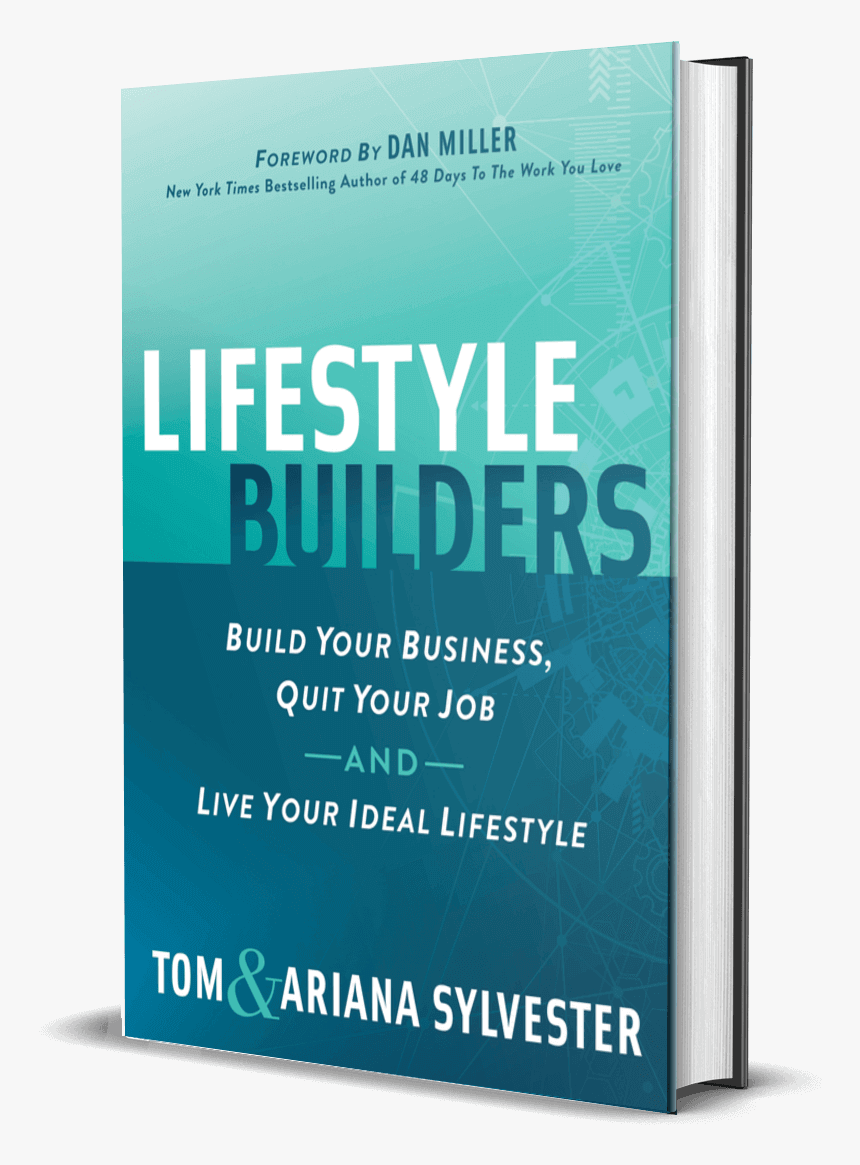 Foreword By DAN MILLER
New York Times Bestselling Author of 48 Days To The Work You Love
LIFESTYLE
BUILDERS
Build Your Business,
Quit Your Job
—AND—
Live Your Ideal Lifestyle
TOM & ARIANA SYLVESTER